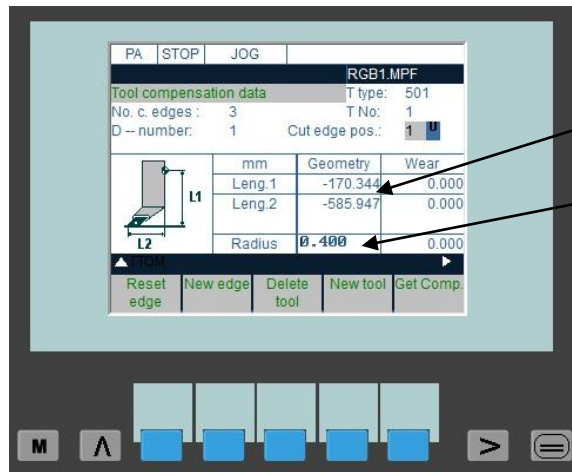 PA STOP JOG
RGB1.MPF
Tool compensation data T type: 501
No. c. edges : 3 T No: 1
D -- number: 1 Cut edge pos.: 1 U
mm Geometry Wear
L1 Leng.1 -170.344 0.000
Leng.2 -585.947 0.000
L2 Radius 0.400 0.000
Reset edge New edge Delete tool New tool Get Comp.
M Λ >